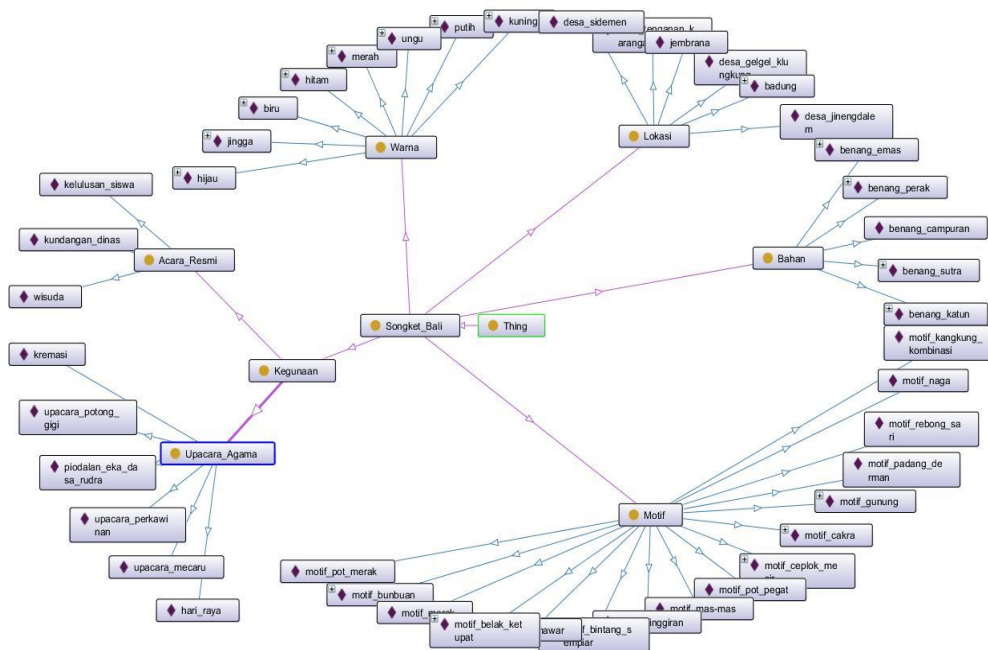 kuning
desa_sidemen
putih
ungu
merah
hitam
biru
jingga
hijau
Warna
jembrana
desa_gelgel_klu
ngkung
badung
desa_jinengdale
m
Lokasi
benang_emas
benang_perak
benang_campuran
benang_sutra
benang_katun
Bahan
kelulusan_siswa
kundangan_dinas
wisuda
Acara_Resmi
Songket_Bali
Thing
Kegunaan
kremasi
upacara_potong_
gigi
piodalan_eka_da
sa_rudra
upacara_perkawi
nan
upacara_mecaru
hari_raya
Upacara_Agama
motif_kangkung_
kombinasi
motif_naga
motif_rebong_sa
ri
motif_padang_de
rman
motif_gunung
motif_cakra
motif_ceplok_me
motif_pot_pegat
motif_mas-mas
Motif
motif_pot_merak
motif_bunbuan
motif_merak
motif_belak_ket
upat